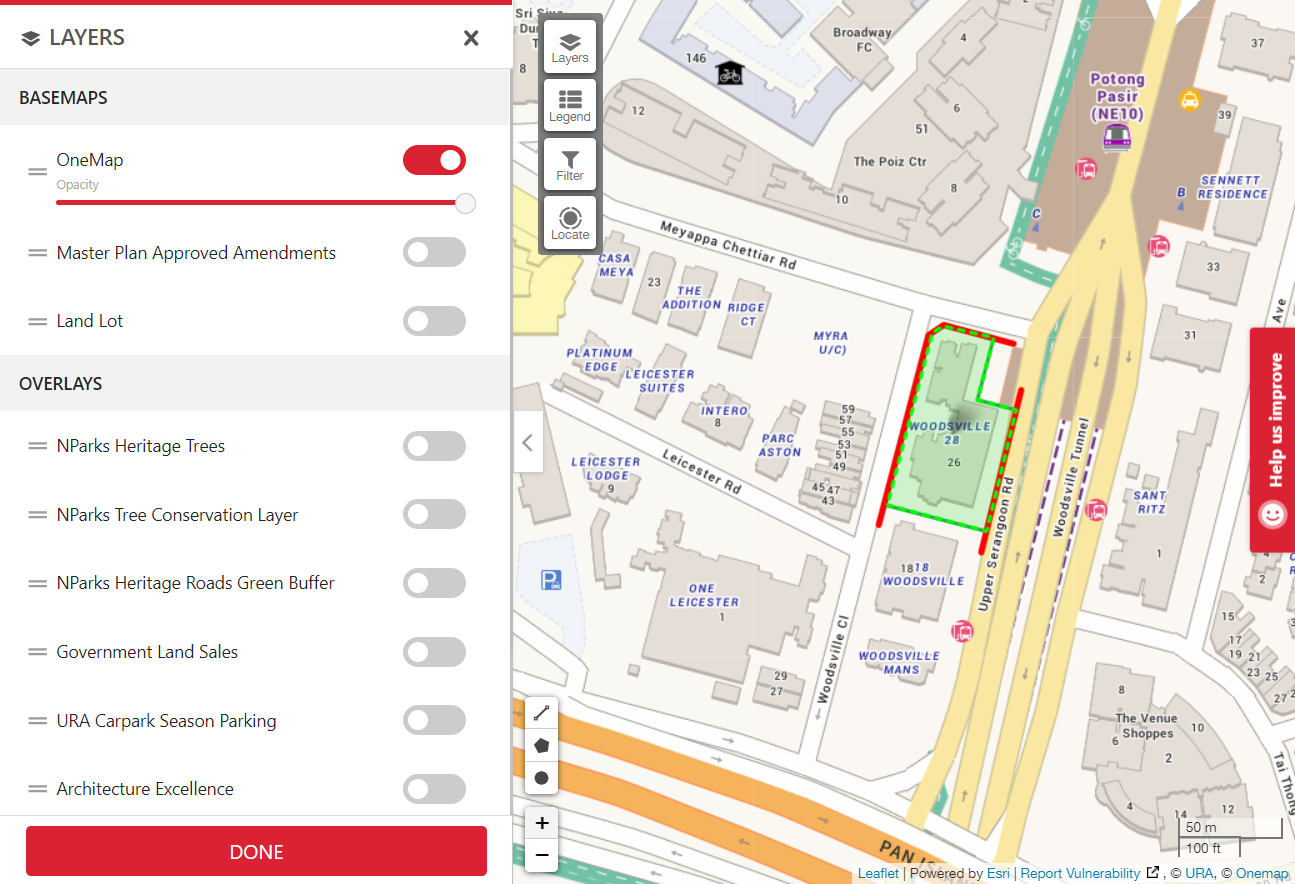 LAYERS
BASEMAPS
OneMap
Opacity
Master Plan Approved Amendments
Land Lot
OVERLAYS
NParks Heritage Trees
NParks Tree Conservation Layer
NParks Heritage Roads Green Buffer
Government Land Sales
URA Carpark Season Parking
Architecture Excellence
DONE
Layers
Legend
Filter
Locate
Sri Siva
8
146
Broadway
FC
4
37
Potong
Pasir
(NE10)
12
6
51
39
The Poiz Ctr
8
10
B
SENNETT
RESIDENCE
C
Meyappa Chettiar Rd
CASA
MEYA
23
THE
ADDITION
RIDGE
CT
33
MYRA
U/C)
31
Ave
PLATINUM
EDGE
LEICESTER
SUITES
INTERO
8
59
57
55
53
51
49
45 47
43
PARC
ASTON
WOODSVILLE
28
26
Help us improve
LEICESTER
LODGE
9
Leicester Rd
Woodsville Tunnel
Upper Serangoon Rd
SANT
RITZ
1
P
ONE
LEICESTER
1
18 18
WOODSVILLE
2
15
17
19 21
23 25
27
WOODSVILLE
MANS
Woodsville Cl
29
27
8
The Venue
Shoppes
10
6
2
4
14
12
Tai Thong
+
−
50 m
100 ft
PAN ISLAND
Leaflet | Powered by Esri | Report Vulnerability , © URA, © Onemap